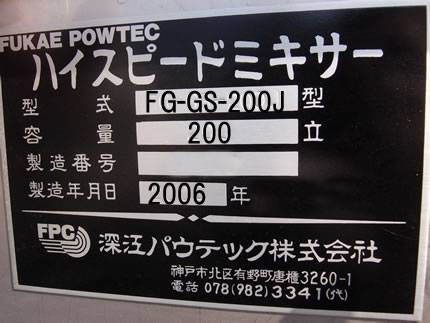 FUKAE POWTEC
ハイスピードミキサー
型式 FG-GS-200J 型
容量 200 立
製造番号
製造年月日 2006 年
FPC 深江パウテック株式会社
神戸市北区有野町唐櫃3260-1
電話 078(982)3341(代)